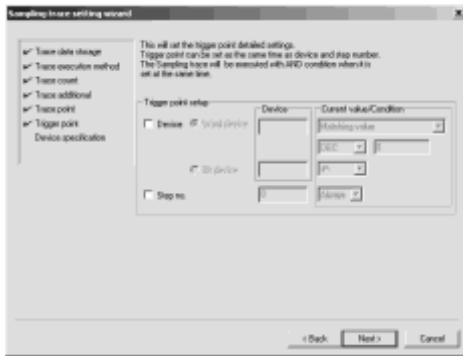 Sampling trace setting wizard
Trace data storage
Trace execution method
Trace count
Trace additional
Trace point
Trigger point
Device specification
This will set the trigger point detailed settings.
Trigger point can be set as the same time as device and step number.
The Sampling trace will be executed with AND condition when it is
set at the same time.
Trigger point setup
Device
Current value/Condition
Device
Word device
Matching value
DEC
0
Bit device
Step no.
0
Always
< Back
Next >
Cancel